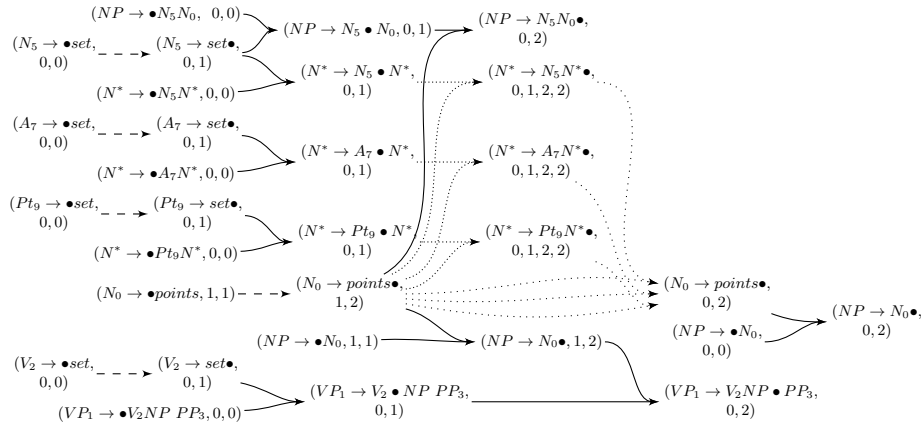 (NP → ●N₅N₀, 0,0)
(N₅ → ●set, 0,0)
(N₅ → set●, 0,1)
(NP → N₅ ● N₀,0,1)
(NP → N₅N₀●, 0,2)
(N* → ●N₅N*,0,0)
(N* → N₅ ● N*, 0,1)
(N* → N₅N*●, 0,1,2,2)
(A₇ → ●set, 0,0)
(A₇ → set●, 0,1)
(N* → ●A₇N*,0,0)
(N* → A₇ ● N*, 0,1)
(N* → A₇N*●, 0,1,2,2)
(Pt₉ → ●set, 0,0)
(Pt₉ → set●, 0,1)
(N* → ●Pt₉N*,0,0)
(N* → Pt₉ ● N*, 0,1)
(N* → Pt₉N*●, 0,1,2,2)
(N₀ → ●points,1,1)
(N₀ → points●, 1,2)
(N₀ → points●, 0,2)
(NP → ●N₀, 0,0)
(NP → N₀●, 0,2)
(NP → ●N₀,1,1)
(NP → N₀●,1,2)
(V₂ → ●set, 0,0)
(V₂ → set●, 0,1)
(VP₁ → ●V₂NP PP₃,0,0)
(VP₁ → V₂ ● NP PP₃, 0,1)
(VP₁ → V₂NP ● PP₃, 0,2)